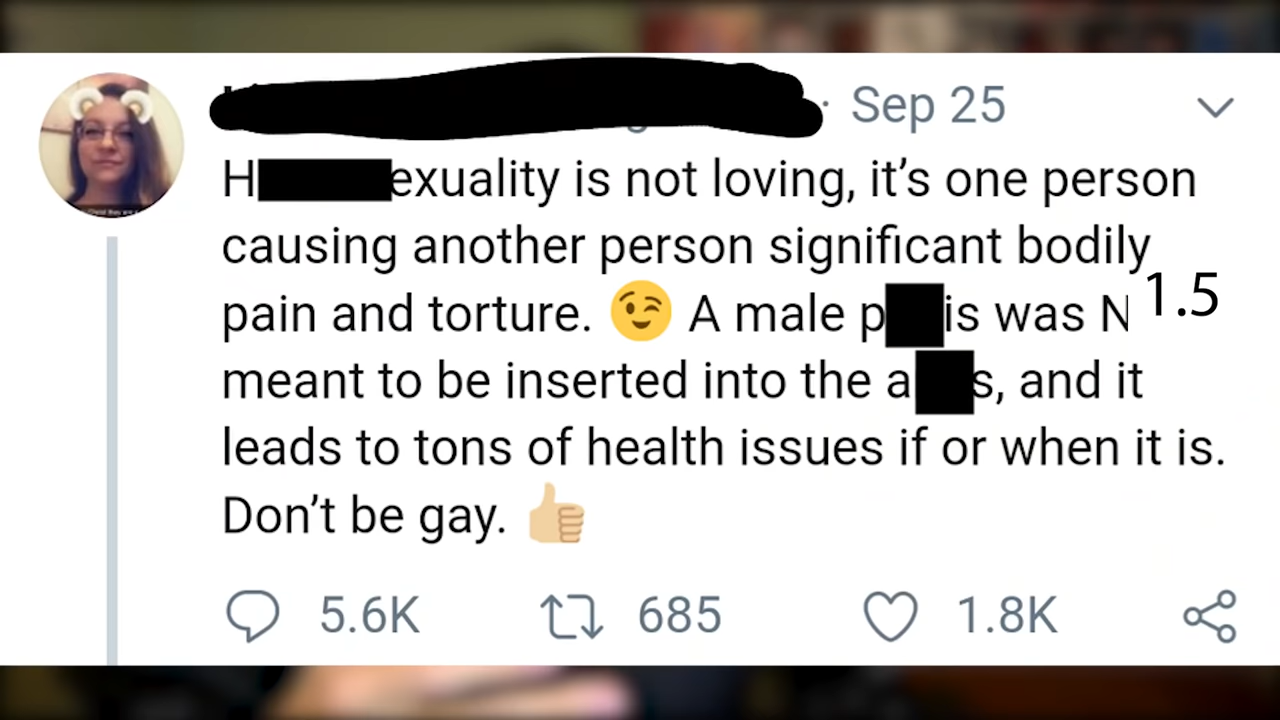 Sep 25
H exuality is not loving, it's one person
causing another person significant bodily
pain and torture. 😉 A male p is was N
1.5
meant to be inserted into the a s, and it
leads to tons of health issues if or when it is.
Don't be gay. 👍🏼
5.6K 685 1.8K